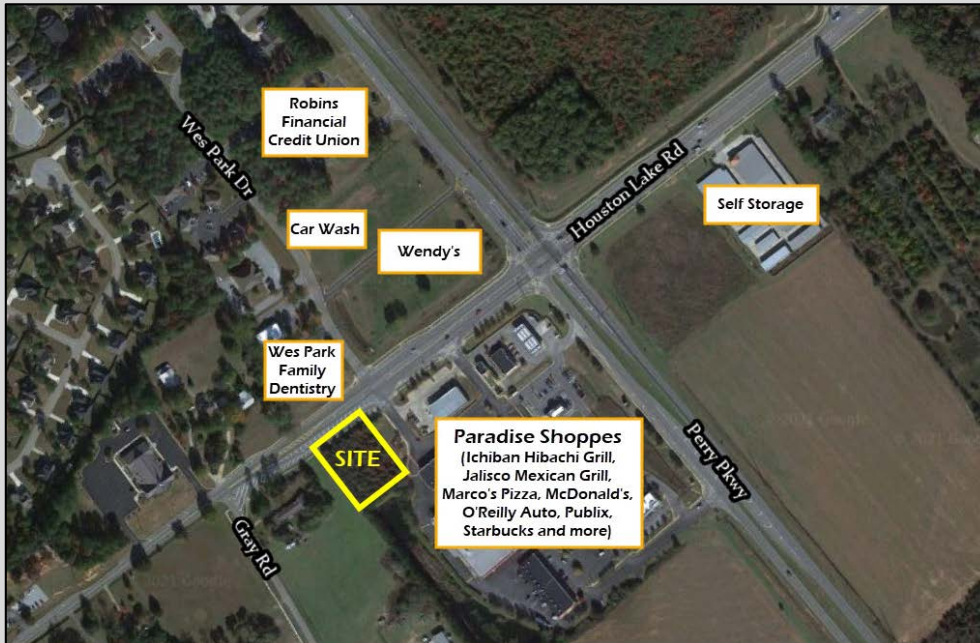 Robins
Financial
Credit Union
Wes Park Dr
Houston Lake Rd
Self Storage
Car Wash
Wendy's
Wes Park
Family
Dentistry
SITE
Paradise Shoppes
(Ichiban Hibachi Grill,
Jalisco Mexican Grill,
Marco's Pizza, McDonald's,
O'Reilly Auto, Publix,
Starbucks and more)
Perry Pkwy
Gray Rd